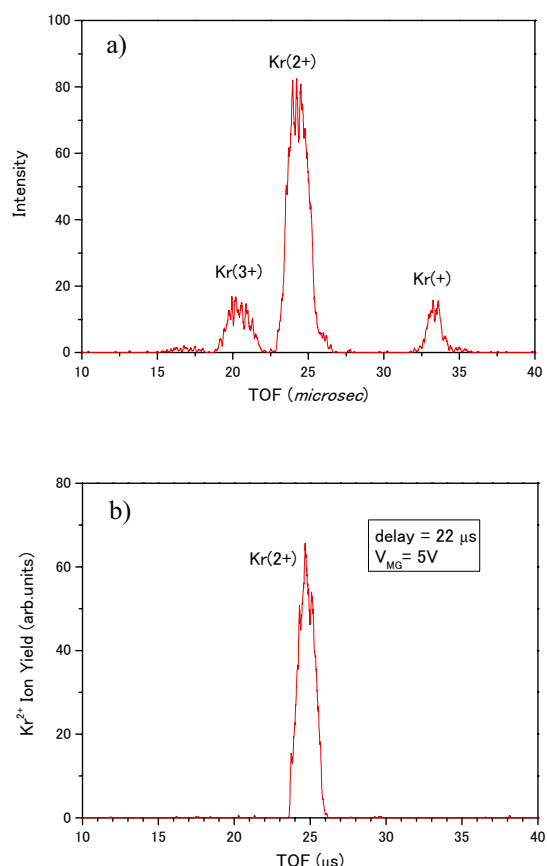 a)
Kr(2+)
Kr(3+)
Kr(+)
Intensity
100
80
60
40
20
0
10 15 20 25 30 35 40
TOF (microsec)
b)
Kr(2+)
delay = 22 μs
V_MG= 5V
Kr²⁺ Ion Yield (arb.units)
80
60
40
20
0
10 15 20 25 30 35 40
TOF (μs)